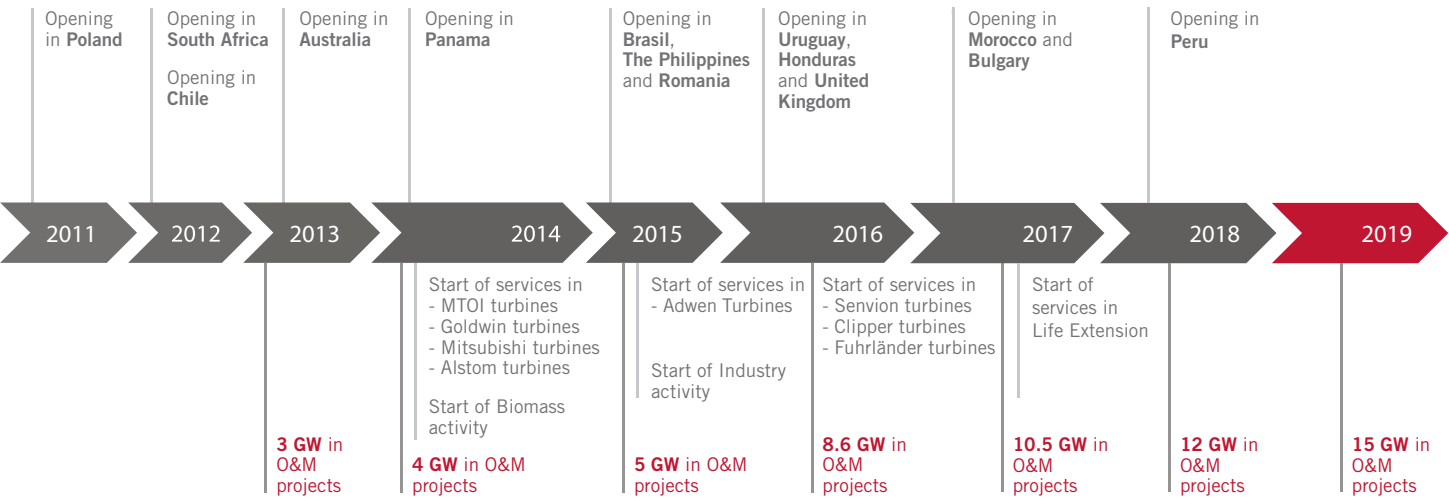 Opening
in Poland
Opening in
South Africa
Opening in
Chile
Opening in
Australia
Opening in
Panama
Opening in
Brasil,
The Philippines
and Romania
Opening in
Uruguay,
Honduras
and United
Kingdom
Opening in
Morocco and
Bulgary
Opening in
Peru
2011
2012
2013
2014
2015
2016
2017
2018
2019
3 GW in
O&M
projects
Start of services in
- MTOI turbines
- Goldwin turbines
- Mitsubishi turbines
- Alstom turbines
Start of Biomass
activity
4 GW in O&M
projects
Start of services in
- Adwen Turbines
Start of Industry
activity
5 GW in O&M
projects
Start of services in
- Senvion turbines
- Clipper turbines
- Fuhrländer turbines
8.6 GW in
O&M
projects
Start of
services in
Life Extension
10.5 GW in
O&M
projects
12 GW in
O&M
projects
15 GW in
O&M
projects